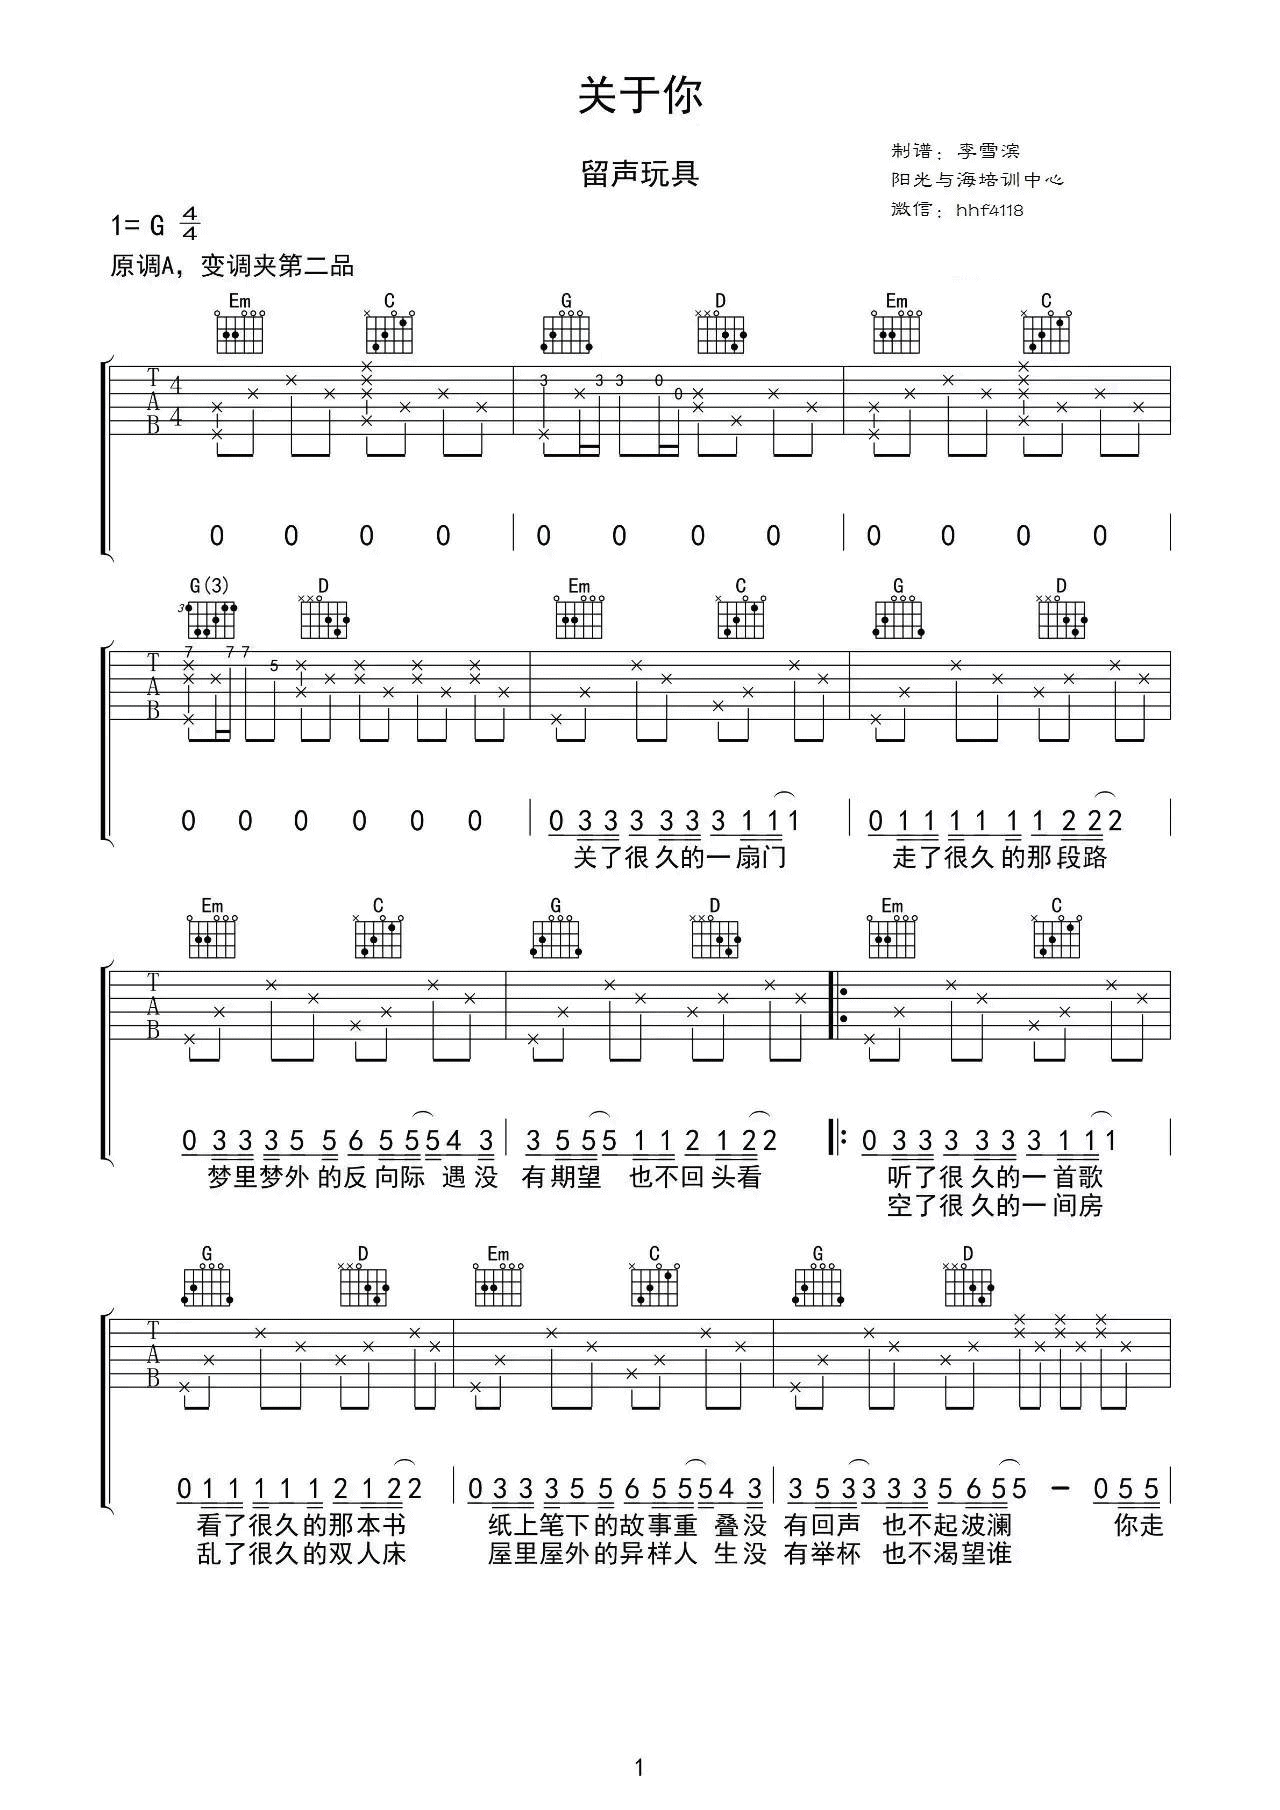 关于你
留声玩具
制谱：李雪滨
阳光与海培训中心
微信：hhf4118
1= G 4/4
原调A，变调夹第二品
Em C G D Em C
T A B 4 4 3 3 3 0 0
0 0 0 0 0 0 0 0 0 0 0 0
G(3) D Em C G D
3
T A B 7 7 7 5
0 0 0 0 0 0 0 3 3 3 3 3 3 1 1 1 0 1 1 1 1 1 1 2 2 2
关了很久的一扇门 走了很久的那段路
Em C G D Em C
T A B
0 3 3 3 5 5 6 5 5 5 4 3 3 5 5 5 1 1 2 1 2 2 0 3 3 3 3 3 3 1 1 1
梦里梦外的反向际遇没有期望 也不回头看 听了很久的一首歌
空了很久的一间房
G D Em C G D
T A B
0 1 1 1 1 1 2 1 2 2 0 3 3 3 5 5 6 5 5 5 4 3 3 5 3 3 3 3 5 6 5 5 – 0 5 5
看了很久的那本书 纸上笔下的故事重叠没有回声 也不起波澜 你走
乱了很久的双人床 屋里屋外的异样人生没有举杯 也不渴望谁
1